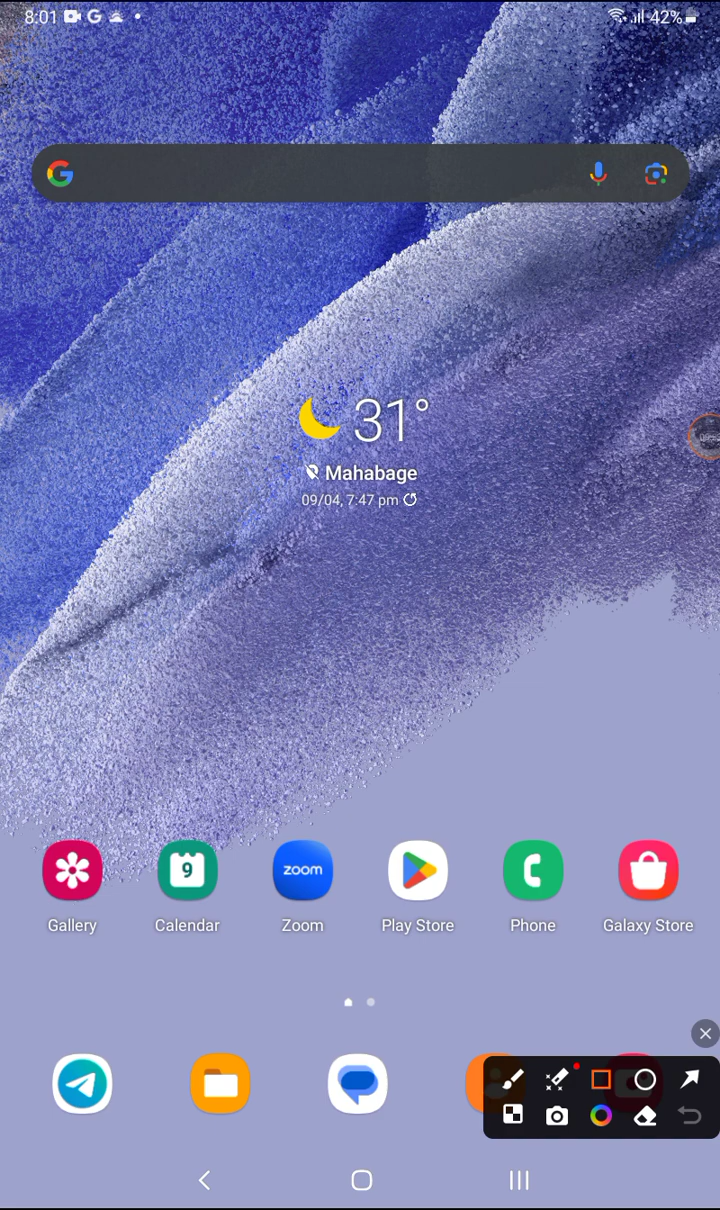 8:01 G 42%
G
31°
Mahabage
09/04, 7:47 pm
9 zoom
Gallery Calendar Zoom Play Store Phone Galaxy Store